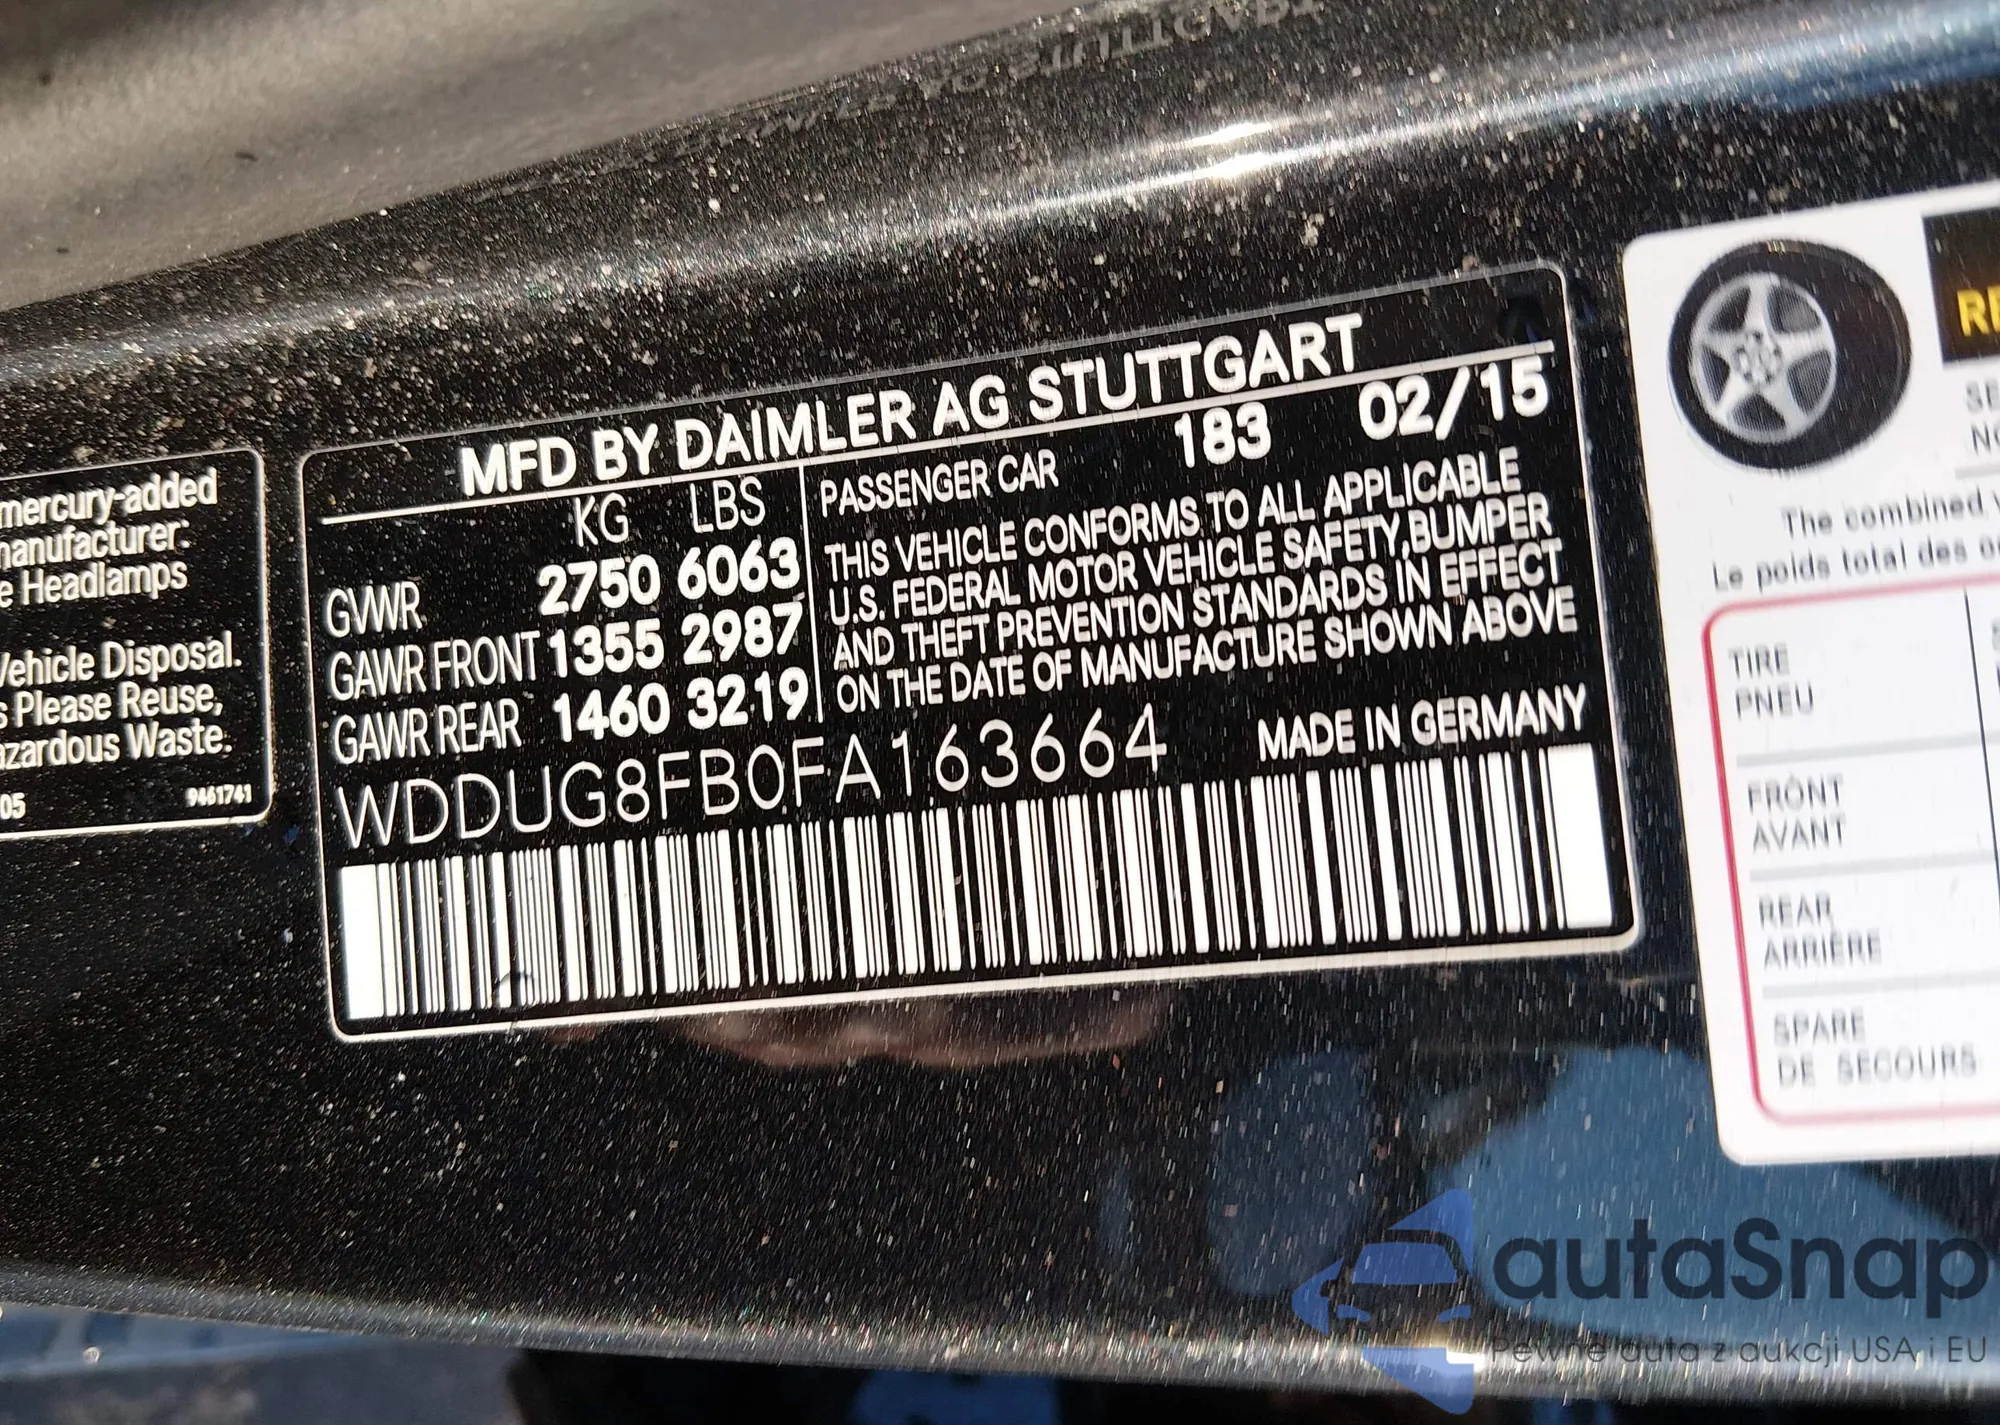 mercury-added
manufacturer:
e Headlamps
Vehicle Disposal.
s Please Reuse,
azardous Waste.
05 9461741
MFD BY DAIMLER AG STUTTGART
KG LBS
GVWR 2750 6063
GAWR FRONT 1355 2987
GAWR REAR 1460 3219
PASSENGER CAR 183 02/15
THIS VEHICLE CONFORMS TO ALL APPLICABLE
U.S. FEDERAL MOTOR VEHICLE SAFETY,BUMPER
AND THEFT PREVENTION STANDARDS IN EFFECT
ON THE DATE OF MANUFACTURE SHOWN ABOVE
WDDUG8FB0FA163664 MADE IN GERMANY
The combined
Le poids total des
TIRE
PNEU
FRONT
AVANT
REAR
ARRIÈRE
SPARE
DE SECOURS
autaSnap
Pewne auta z aukcji USA i EU